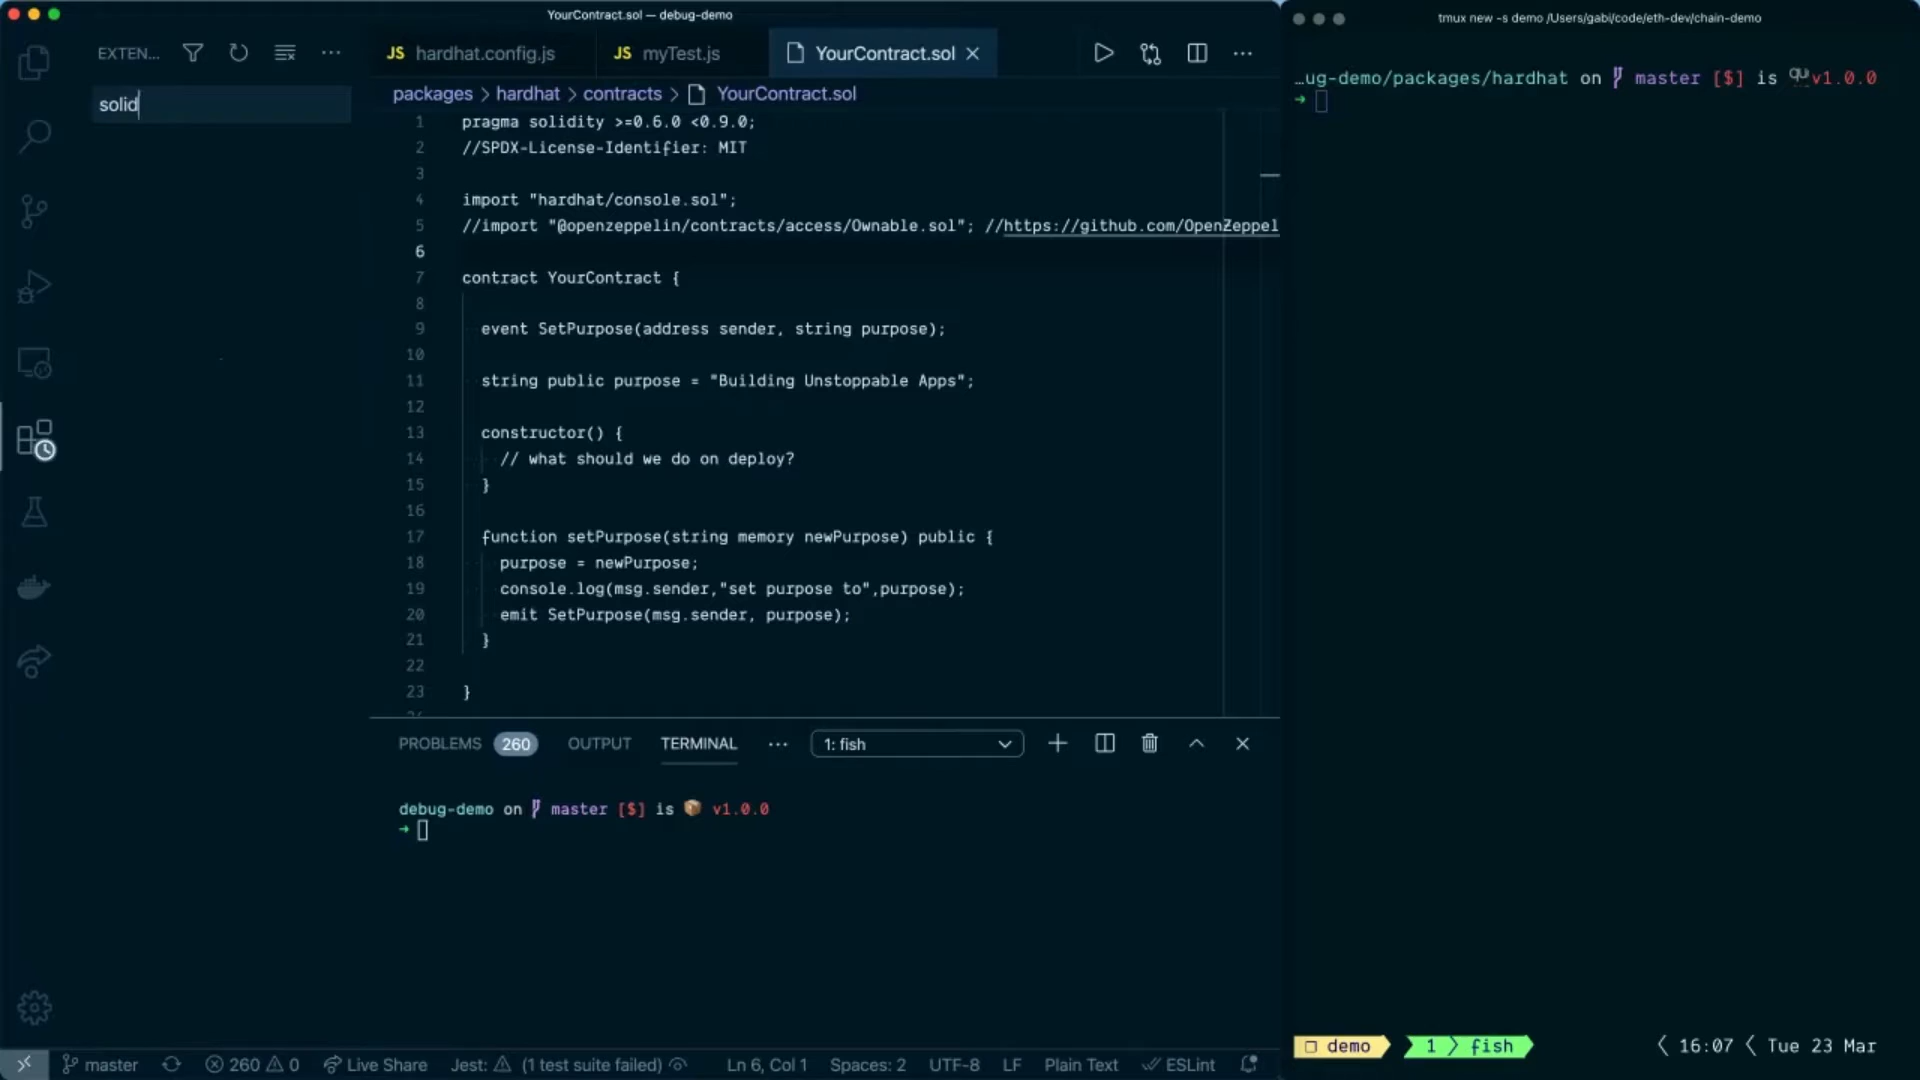 YourContract.sol — debug-demo
EXTEN...
solid
JS hardhat.config.js
JS myTest.js
YourContract.sol
packages > hardhat > contracts > YourContract.sol
1 pragma solidity >=0.6.0 <0.9.0;
2 //SPDX-License-Identifier: MIT
3
4 import "hardhat/console.sol";
5 //import "@openzeppelin/contracts/access/Ownable.sol"; //https://github.com/OpenZeppel
6
7 contract YourContract {
8
9 event SetPurpose(address sender, string purpose);
10
11 string public purpose = "Building Unstoppable Apps";
12
13 constructor() {
14 // what should we do on deploy?
15 }
16
17 function setPurpose(string memory newPurpose) public {
18 purpose = newPurpose;
19 console.log(msg.sender,"set purpose to",purpose);
20 emit SetPurpose(msg.sender, purpose);
21 }
22
23 }
PROBLEMS 260 OUTPUT TERMINAL ... 1: fish
debug-demo on master [$] is 📦 v1.0.0
→
master 260 0 Live Share Jest: (1 test suite failed) Ln 6, Col 1 Spaces: 2 UTF-8 LF Plain Text ESLint
tmux new -s demo /Users/gabi/code/eth-dev/chain-demo
…ug-demo/packages/hardhat on master [$] is v1.0.0
→
demo 1 fish 16:07 Tue 23 Mar